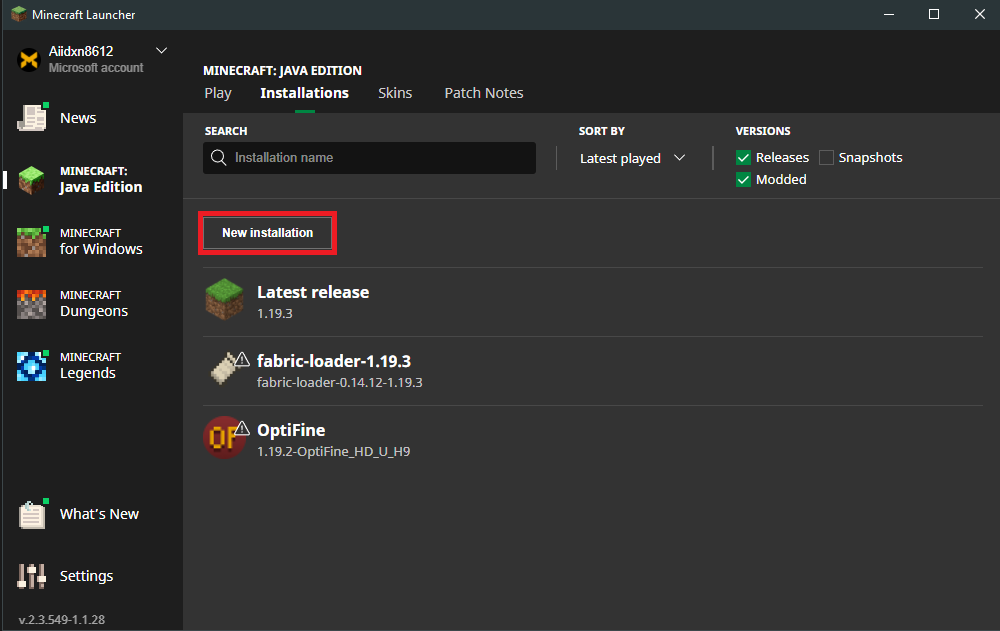 Minecraft Launcher
Aiidxn8612
Microsoft account
News
MINECRAFT:
Java Edition
MINECRAFT
for Windows
MINECRAFT
Dungeons
MINECRAFT
Legends
What's New
Settings
v.2.3.549-1.1.28
MINECRAFT: JAVA EDITION
Play Installations Skins Patch Notes
SEARCH
Installation name
SORT BY
Latest played
VERSIONS
Releases Snapshots
Modded
New installation
Latest release
1.19.3
fabric-loader-1.19.3
fabric-loader-0.14.12-1.19.3
OF
OptiFine
1.19.2-OptiFine_HD_U_H9